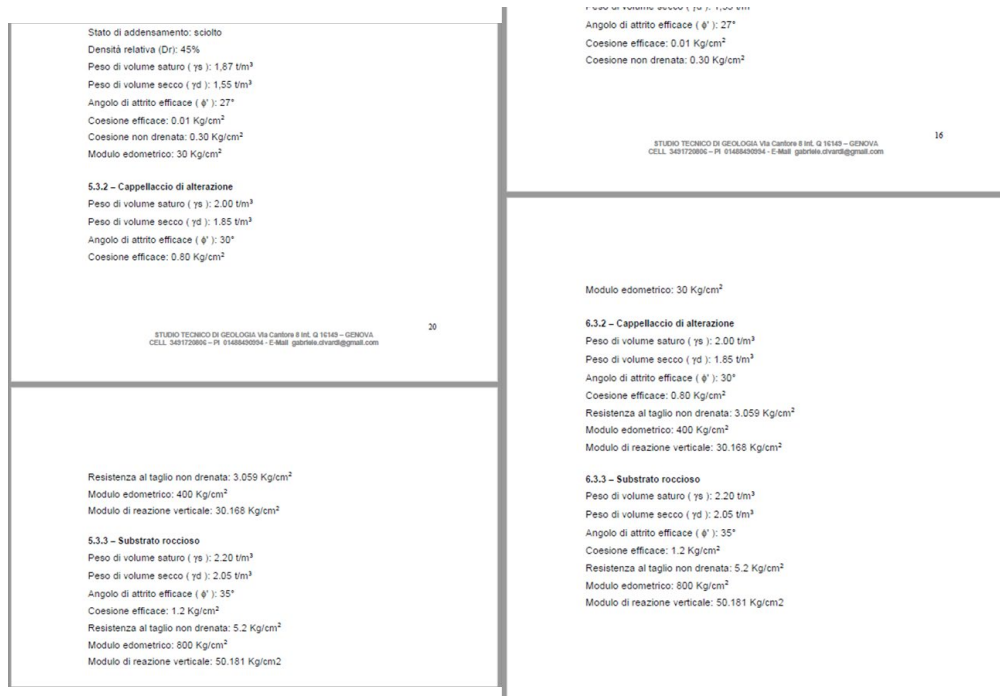 Stato di addensamento: sciolto
Densità relativa (Dr): 45%
Peso di volume saturo ( γs ): 1,87 t/m³
Peso di volume secco ( γd ): 1,55 t/m³
Angolo di attrito efficace ( ϕ' ): 27°
Coesione efficace: 0.01 Kg/cm²
Coesione non drenata: 0.30 Kg/cm²
Modulo edometrico: 30 Kg/cm²
5.3.2 – Cappellaccio di alterazione
Peso di volume saturo ( γs ): 2.00 t/m³
Peso di volume secco ( γd ): 1.85 t/m³
Angolo di attrito efficace ( ϕ' ): 30°
Coesione efficace: 0.80 Kg/cm²
20
STUDIO TECNICO DI GEOLOGIA Via Cantore 8 int. Q 16149 – GENOVA
CELL 3491720806 – PI 01488490994 - E-Mail gabriele.civardi@gmail.com
Resistenza al taglio non drenata: 3.059 Kg/cm²
Modulo edometrico: 400 Kg/cm²
Modulo di reazione verticale: 30.168 Kg/cm²
5.3.3 – Substrato roccioso
Peso di volume saturo ( γs ): 2.20 t/m³
Peso di volume secco ( γd ): 2.05 t/m³
Angolo di attrito efficace ( ϕ' ): 35°
Coesione efficace: 1.2 Kg/cm²
Resistenza al taglio non drenata: 5.2 Kg/cm²
Modulo edometrico: 800 Kg/cm²
Modulo di reazione verticale: 50.181 Kg/cm2
Angolo di attrito efficace ( ϕ' ): 27°
Coesione efficace: 0.01 Kg/cm²
Coesione non drenata: 0.30 Kg/cm²
16
STUDIO TECNICO DI GEOLOGIA Via Cantore 8 int. Q 16149 – GENOVA
CELL 3491720806 – PI 01488490994 - E-Mail gabriele.civardi@gmail.com
Modulo edometrico: 30 Kg/cm²
6.3.2 – Cappellaccio di alterazione
Peso di volume saturo ( γs ): 2.00 t/m³
Peso di volume secco ( γd ): 1.85 t/m³
Angolo di attrito efficace ( ϕ' ): 30°
Coesione efficace: 0.80 Kg/cm²
Resistenza al taglio non drenata: 3.059 Kg/cm²
Modulo edometrico: 400 Kg/cm²
Modulo di reazione verticale: 30.168 Kg/cm²
6.3.3 – Substrato roccioso
Peso di volume saturo ( γs ): 2.20 t/m³
Peso di volume secco ( γd ): 2.05 t/m³
Angolo di attrito efficace ( ϕ' ): 35°
Coesione efficace: 1.2 Kg/cm²
Resistenza al taglio non drenata: 5.2 Kg/cm²
Modulo edometrico: 800 Kg/cm²
Modulo di reazione verticale: 50.181 Kg/cm2